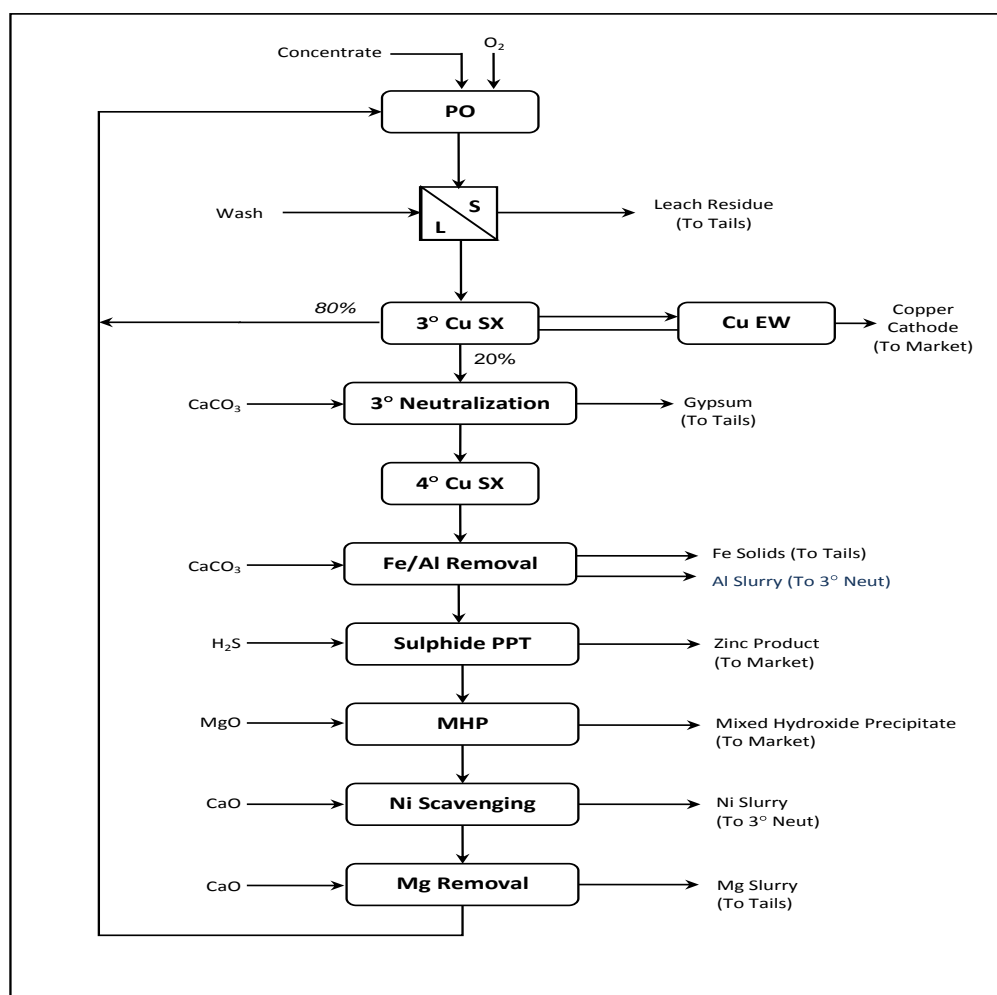 Concentrate
O₂
PO
Wash
S
L
Leach Residue
(To Tails)
80%
3° Cu SX
Cu EW
Copper
Cathode
(To Market)
20%
CaCO₃
3° Neutralization
Gypsum
(To Tails)
4° Cu SX
CaCO₃
Fe/Al Removal
Fe Solids (To Tails)
Al Slurry (To 3° Neut)
H₂S
Sulphide PPT
Zinc Product
(To Market)
MgO
MHP
Mixed Hydroxide Precipitate
(To Market)
CaO
Ni Scavenging
Ni Slurry
(To 3° Neut)
CaO
Mg Removal
Mg Slurry
(To Tails)